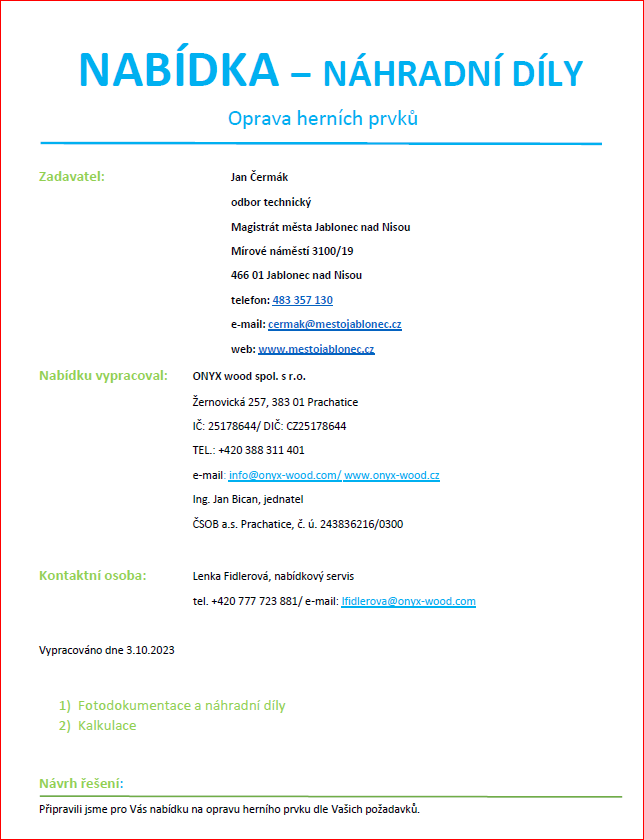 NABÍDKA – NÁHRADNÍ DÍLY
Oprava herních prvků
Zadavatel: Jan Čermák
odbor technický
Magistrát města Jablonec nad Nisou
Mírové náměstí 3100/19
466 01 Jablonec nad Nisou
telefon: 483 357 130
e-mail: cermak@mestojablonec.cz
web: www.mestojablonec.cz
Nabídku vypracoval: ONYX wood spol. s r.o.
Žernovická 257, 383 01 Prachatice
IČ: 25178644/ DIČ: CZ25178644
TEL.: +420 388 311 401
e-mail: info@onyx-wood.com/ www.onyx-wood.cz
Ing. Jan Bican, jednatel
ČSOB a.s. Prachatice, č. ú. 243836216/0300
Kontaktní osoba: Lenka Fidlerová, nabídkový servis
tel. +420 777 723 881/ e-mail: lfidlerova@onyx-wood.com
Vypracováno dne 3.10.2023
1) Fotodokumentace a náhradní díly
2) Kalkulace
Návrh řešení:
Připravili jsme pro Vás nabídku na opravu herního prvku dle Vašich požadavků.